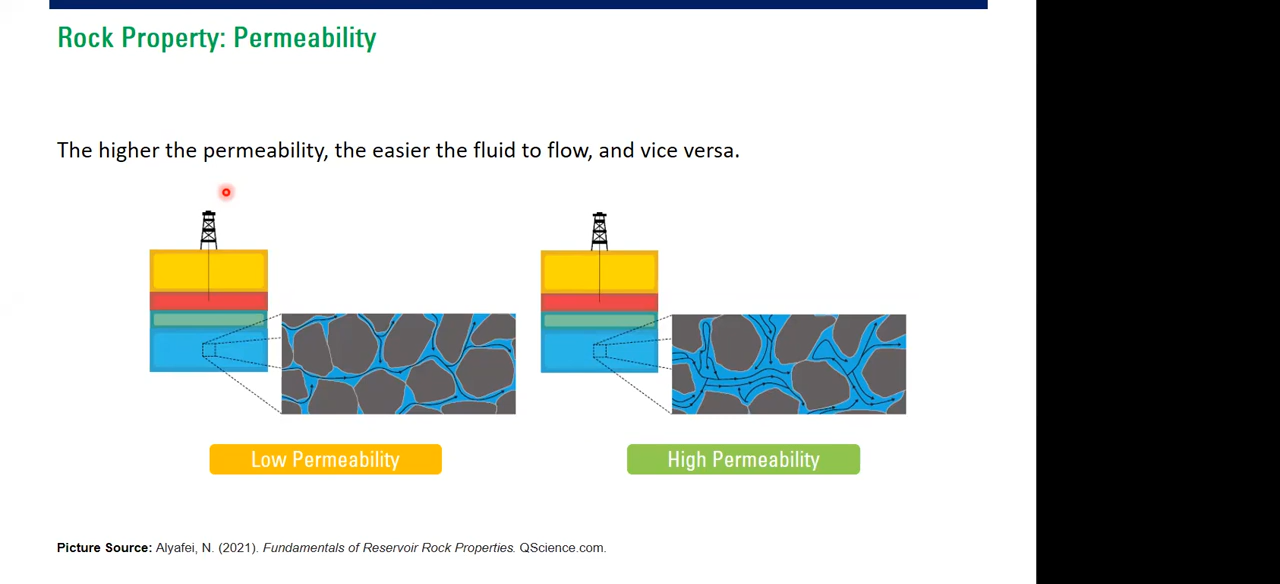 Rock Property: Permeability
The higher the permeability, the easier the fluid to flow, and vice versa.
Low Permeability
High Permeability
Picture Source: Alyafei, N. (2021). Fundamentals of Reservoir Rock Properties. QScience.com.